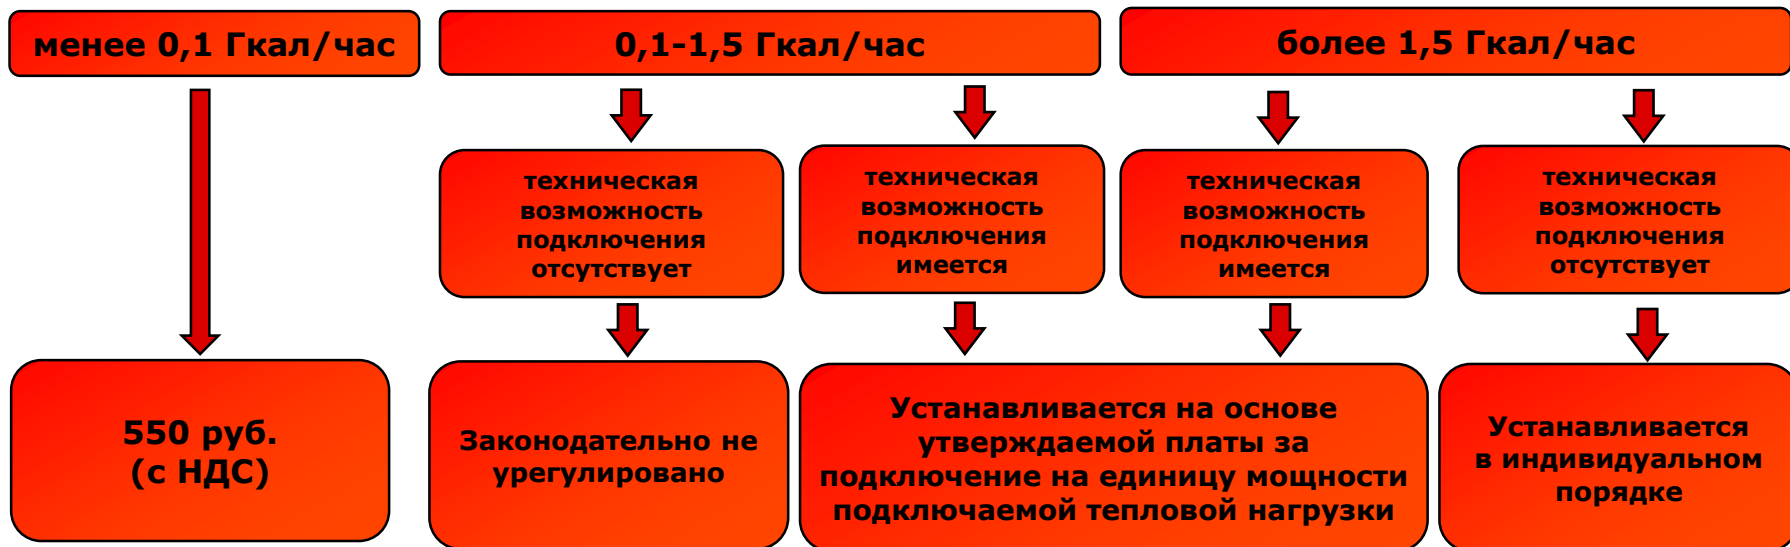 менее 0,1 Гкал/час
0,1-1,5 Гкал/час
более 1,5 Гкал/час
техническая
возможность
подключения
отсутствует
техническая
возможность
подключения
имеется
техническая
возможность
подключения
имеется
техническая
возможность
подключения
отсутствует
550 руб.
(с НДС)
Законодательно не
урегулировано
Устанавливается на основе
утверждаемой платы за
подключение на единицу мощности
подключаемой тепловой нагрузки
Устанавливается
в индивидуальном
порядке